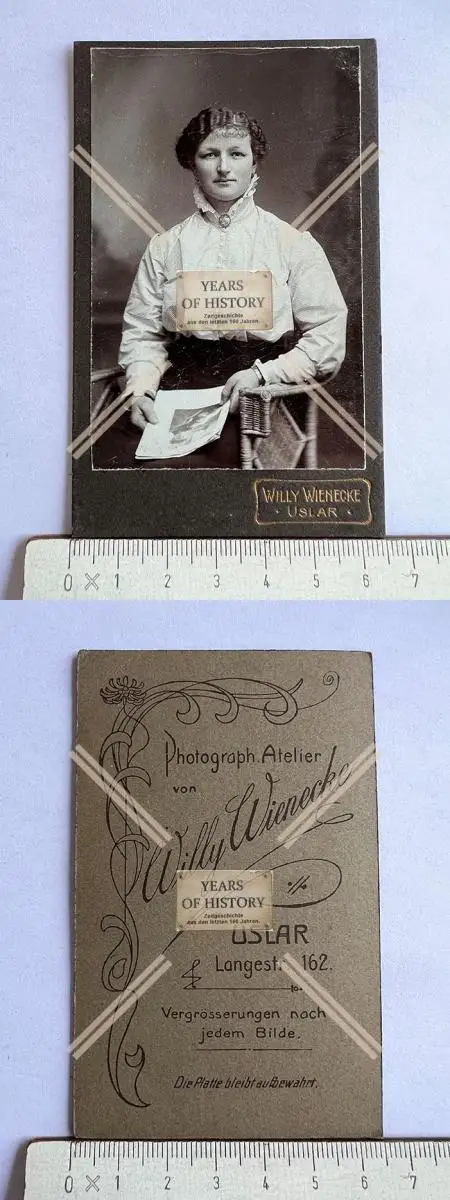 YEARS
OF HISTORY
Zeitgeschichte
aus den letzten 100 Jahren.
WILLY WIENECKE
· USLAR ·
0 1 2 3 4 5 6 7
Photograph. Atelier
von
Willy Wienecke
YEARS
OF HISTORY
Zeitgeschichte
aus den letzten 100 Jahren.
USLAR
Langestr. 162.
Vergrösserungen nach
jedem Bilde.
Die Platte bleibt aufbewahrt.
0 1 2 3 4 5 6 7